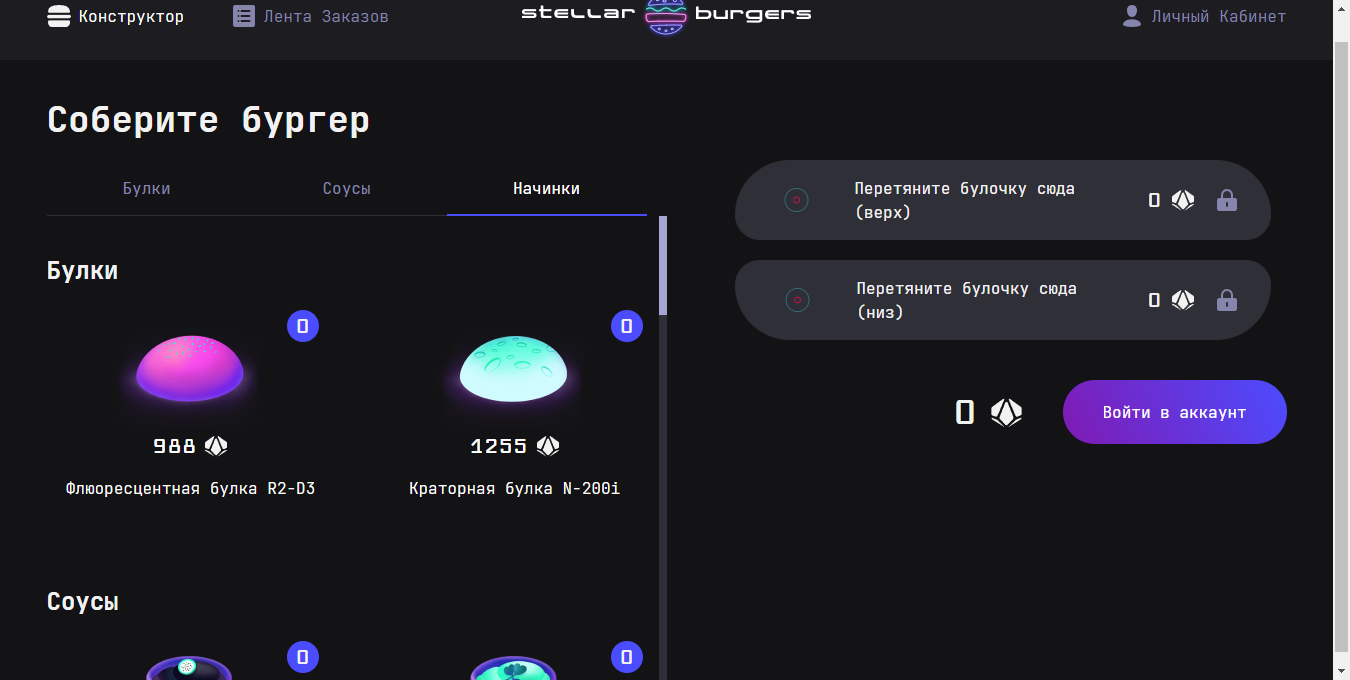 Конструктор
Лента Заказов
stellar burgers
Личный Кабинет
Соберите бургер
Булки
Соусы
Начинки
Булки
0
0
988
1255
Флюоресцентная булка R2-D3
Краторная булка N-200i
Соусы
0
0
Перетяните булочку сюда
(верх)
0
Перетяните булочку сюда
(низ)
0
0
Войти в аккаунт